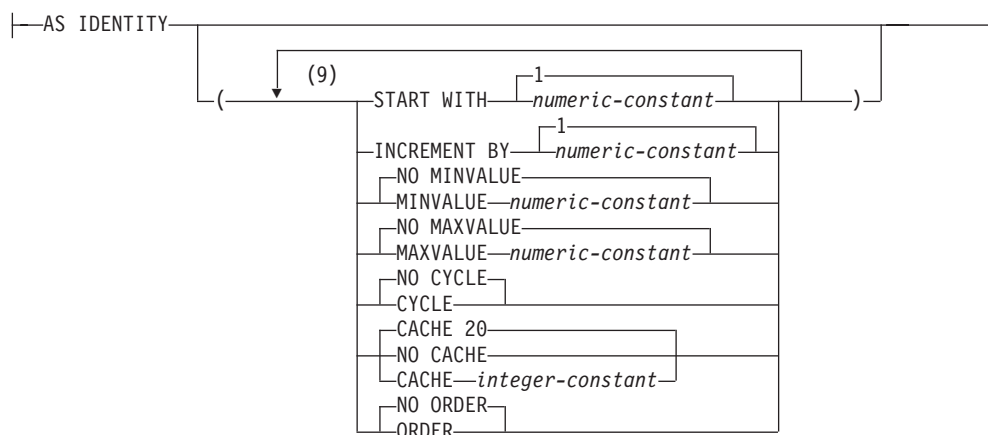 AS IDENTITY
(9)
1
( START WITH numeric-constant )
1
INCREMENT BY numeric-constant
NO MINVALUE
MINVALUE numeric-constant
NO MAXVALUE
MAXVALUE numeric-constant
NO CYCLE
CYCLE
CACHE 20
NO CACHE
CACHE integer-constant
NO ORDER
ORDER